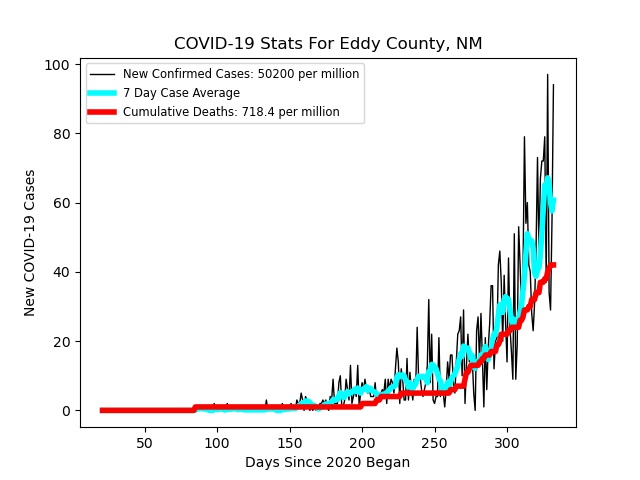 COVID-19 Stats For Eddy County, NM
New Confirmed Cases: 50200 per million
7 Day Case Average
Cumulative Deaths: 718.4 per million
New COVID-19 Cases
100
80
60
40
20
0
50
100
150
200
250
300
Days Since 2020 Began